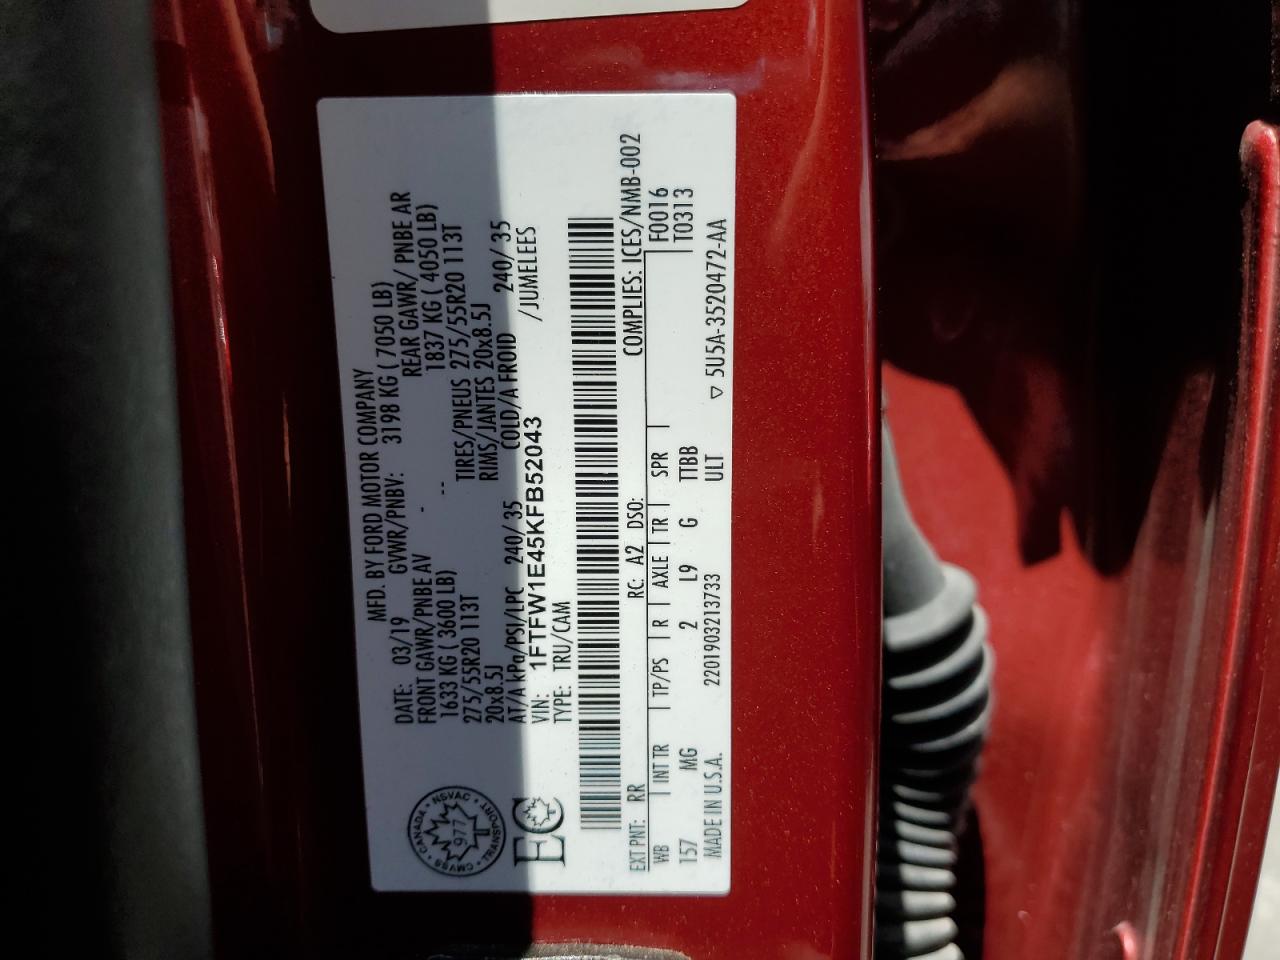 MFD. BY FORD MOTOR COMPANY
DATE: 03/19 GVWR/PNBV: 3198 KG ( 7050 LB)
FRONT GAWR/PNBE AV - -- REAR GAWR/ PNBE AR
1633 KG ( 3600 LB) 1837 KG ( 4050 LB)
275/55R20 113T TIRES/PNEUS 275/55R20 113T
20x8.5J RIMS/JANTES 20x8.5J
AT/A kPa/PSI/LPC 240/ 35 COLD/A FROID 240/ 35
VIN: 1FTFW1E45KFB52043 /JUMELEES
TYPE: TRU/CAM
CANADA · NSVAC · TRANSPORT · CMVSS
977
EC
COMPLIES: ICES/NMB-002
EXT PNT: RR RC: A2 DSO: F0016
WB INT TR TP/PS R AXLE TR SPR T0313
157 MG 2 L9 G TTBB
MADE IN U.S.A. 2201903213733 ULT ▽ 5U5A-3520472-AA